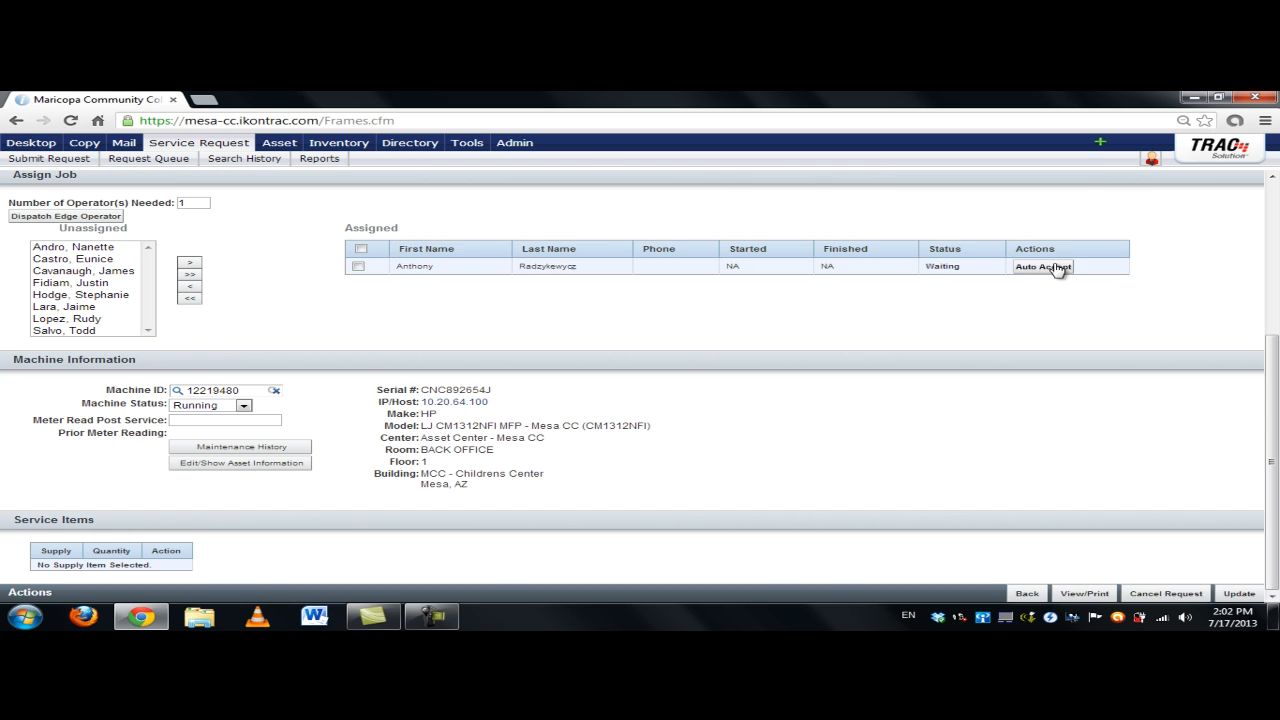 Maricopa Community Col
https://mesa-cc.ikontrac.com/Frames.cfm
Desktop Copy Mail Service Request Asset Inventory Directory Tools Admin
TRAC
Solution
Submit Request Request Queue Search History Reports
Assign Job
Number of Operator(s) Needed: 1
Dispatch Edge Operator
Unassigned
Andro, Nanette
Castro, Eunice
Cavanaugh, James
Fidiam, Justin
Hodge, Stephanie
Lara, Jaime
Lopez, Rudy
Salvo, Todd
>
>>
<
<<
Assigned
First Name Last Name Phone Started Finished Status Actions
Anthony Radzykewycz NA NA Waiting Auto
Machine Information
Machine ID: 12219480
Machine Status: Running
Meter Read Post Service:
Prior Meter Reading:
Maintenance History
Edit/Show Asset Information
Serial #: CNC892654J
IP/Host: 10.20.64.100
Make: HP
Model: LJ CM1312NFI MFP - Mesa CC (CM1312NFI)
Center: Asset Center - Mesa CC
Room: BACK OFFICE
Floor: 1
Building: MCC - Childrens Center
Mesa, AZ
Service Items
Supply Quantity Action
No Supply Item Selected.
Actions
Back View/Print Cancel Request Update
EN
2:02 PM
7/17/2013